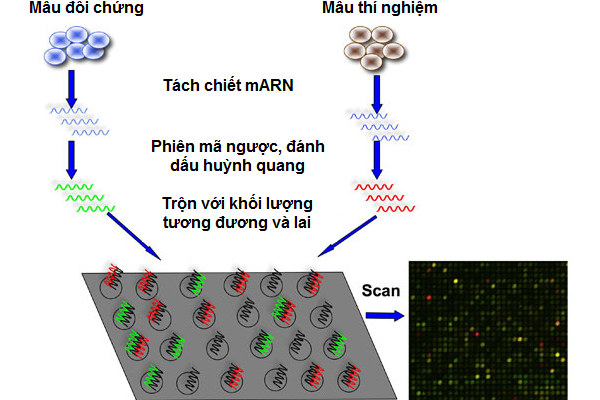 Mẫu đối chứng
Mẫu thí nghiệm
Tách chiết mARN
Phiên mã ngược, đánh
dấu huỳnh quang
Trộn với khối lượng
tương đương và lai
Scan